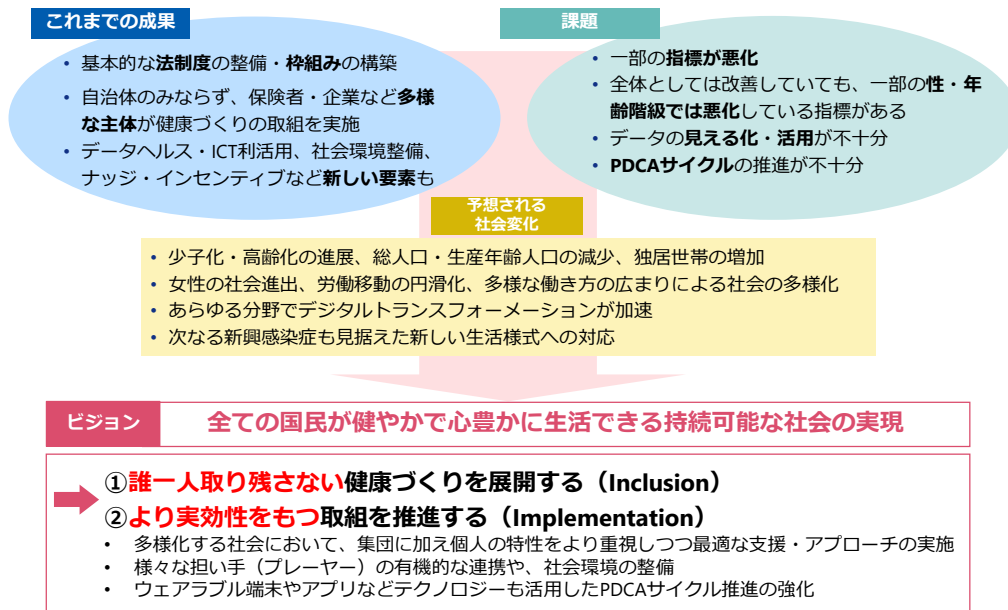 これまでの成果
• 基本的な法制度の整備・枠組みの構築
• 自治体のみならず、保険者・企業など多様
な主体が健康づくりの取組を実施
• データヘルス・ICT利活用、社会環境整備、
ナッジ・インセンティブなど新しい要素も
課題
• 一部の指標が悪化
• 全体としては改善していても、一部の性・年
齢階級では悪化している指標がある
• データの見える化・活用が不十分
• PDCAサイクルの推進が不十分
予想される
社会変化
• 少子化・高齢化の進展、総人口・生産年齢人口の減少、独居世帯の増加
• 女性の社会進出、労働移動の円滑化、多様な働き方の広まりによる社会の多様化
• あらゆる分野でデジタルトランスフォーメーションが加速
• 次なる新興感染症も見据えた新しい生活様式への対応
ビジョン
全ての国民が健やかで心豊かに生活できる持続可能な社会の実現
①誰一人取り残さない健康づくりを展開する（Inclusion）
②より実効性をもつ取組を推進する（Implementation）
• 多様化する社会において、集団に加え個人の特性をより重視しつつ最適な支援・アプローチの実施
• 様々な担い手（プレーヤー）の有機的な連携や、社会環境の整備
• ウェアラブル端末やアプリなどテクノロジーも活用したPDCAサイクル推進の強化